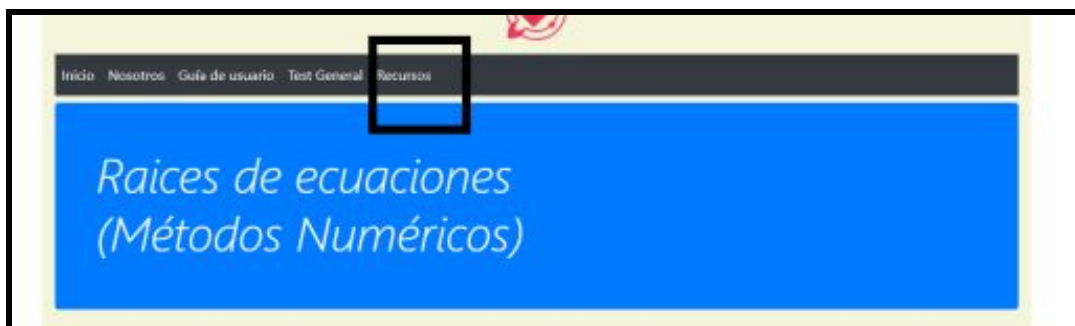 Inicio Nosotros Guía de usuario Test General Recursos
Raices de ecuaciones
(Métodos Numéricos)